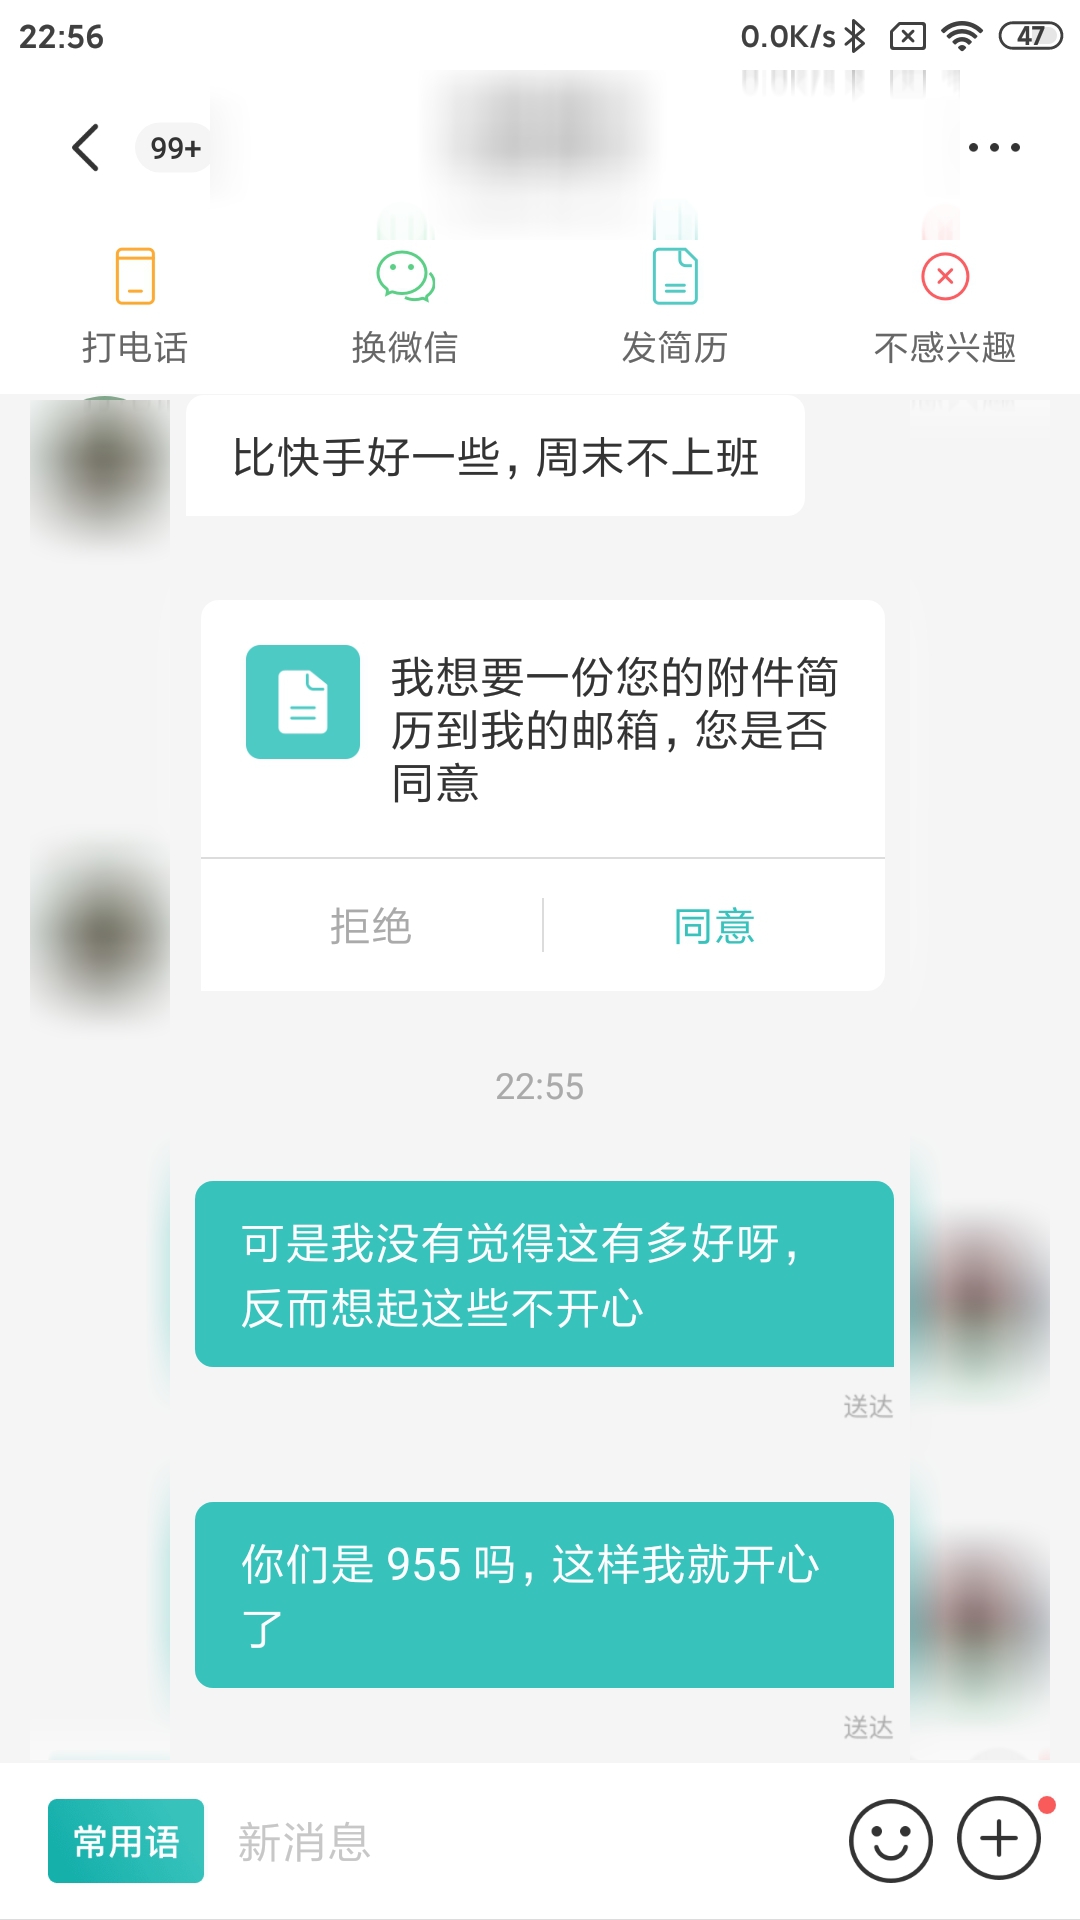 22:56
0.0K/s
47
99+
打电话
换微信
发简历
不感兴趣
比快手好一些，周末不上班
我想要一份您的附件简
历到我的邮箱，您是否
同意
拒绝
同意
22:55
可是我没有觉得这有多好呀，
反而想起这些不开心
送达
你们是 955 吗，这样我就开心
了
送达
常用语
新消息